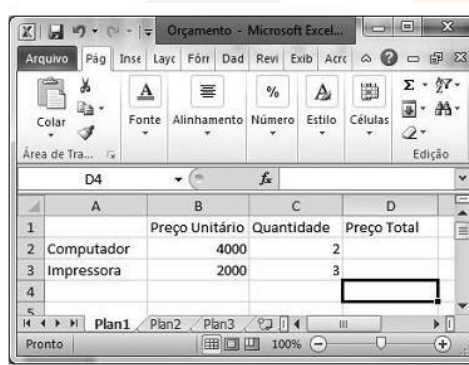 Orçamento - Microsoft Excel...
Arquivo Pág Inse Layc Fórr Dad Revi Exib Acrc
Colar Fonte Alinhamento Número Estilo Células
Área de Tra... Edição
D4 fx
A B C D
1 Preço Unitário Quantidade Preço Total
2 Computador 4000 2
3 Impressora 2000 3
4
5
Plan1 Plan2 Plan3
Pronto 100%